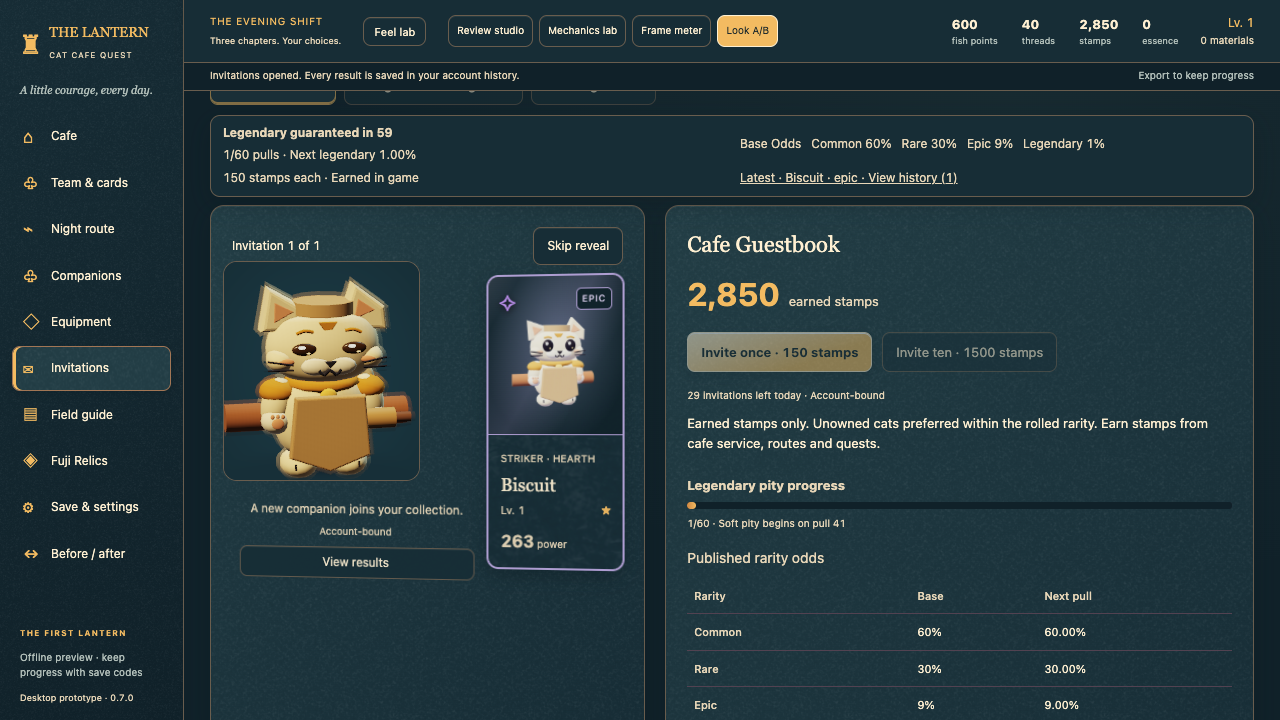 THE LANTERN
CAT CAFE QUEST
A little courage, every day.
Cafe
Team & cards
Night route
Companions
Equipment
Invitations
Field guide
Fuji Relics
Save & settings
Before / after
THE FIRST LANTERN
Offline preview · keep
progress with save codes
Desktop prototype · 0.7.0
THE EVENING SHIFT
Three chapters. Your choices.
Feel lab
Review studio
Mechanics lab
Frame meter
Look A/B
600
fish points
40
threads
2,850
stamps
0
essence
Lv. 1
0 materials
Invitations opened. Every result is saved in your account history.
Export to keep progress
Legendary guaranteed in 59
1/60 pulls · Next legendary 1.00%
150 stamps each · Earned in game
Base Odds Common 60% Rare 30% Epic 9% Legendary 1%
Latest · Biscuit · epic · View history (1)
Invitation 1 of 1
Skip reveal
EPIC
STRIKER · HEARTH
Biscuit
Lv. 1
263 power
A new companion joins your collection.
Account-bound
View results
Cafe Guestbook
2,850 earned stamps
Invite once · 150 stamps
Invite ten · 1500 stamps
29 invitations left today · Account-bound
Earned stamps only. Unowned cats preferred within the rolled rarity. Earn stamps from
cafe service, routes and quests.
Legendary pity progress
1/60 · Soft pity begins on pull 41
Published rarity odds
Rarity Base Next pull
Common 60% 60.00%
Rare 30% 30.00%
Epic 9% 9.00%